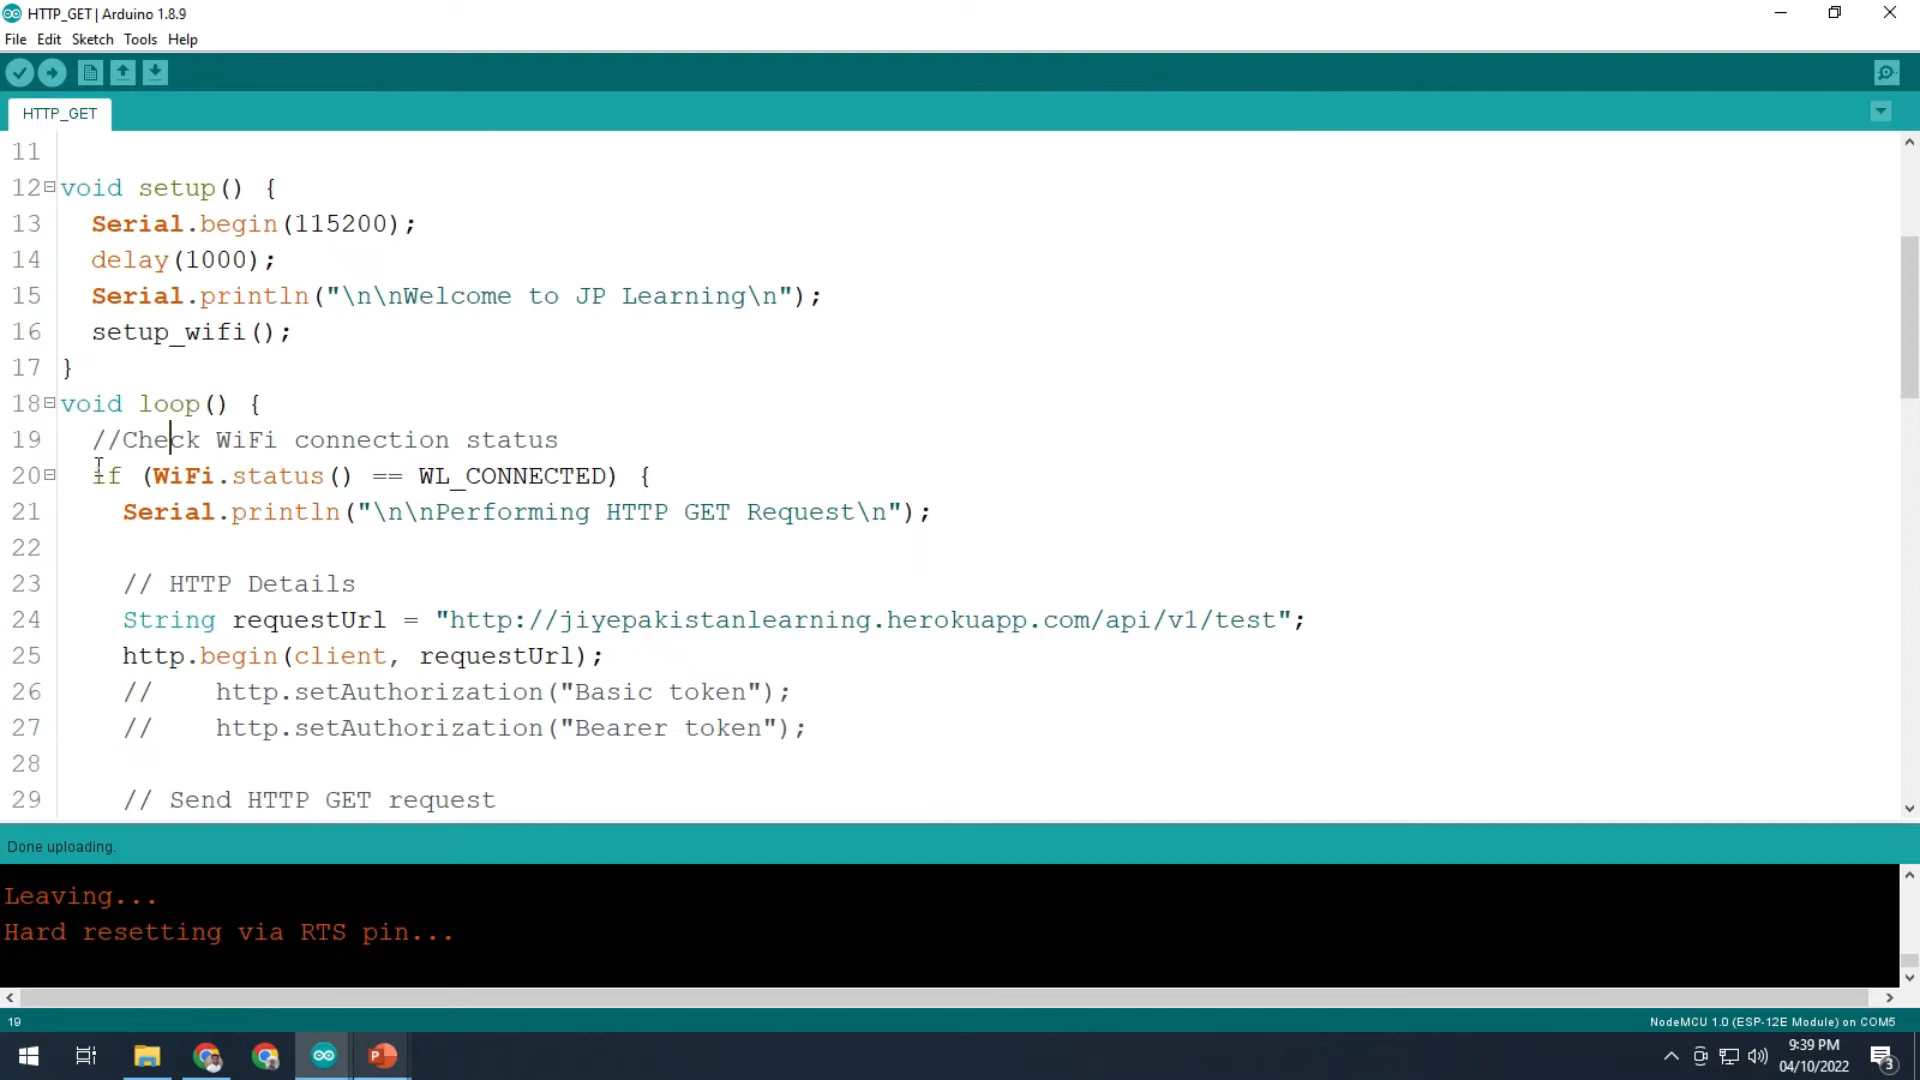 HTTP_GET | Arduino 1.8.9
File Edit Sketch Tools Help
HTTP_GET
11
12 void setup() {
13 Serial.begin(115200);
14 delay(1000);
15 Serial.println("\n\nWelcome to JP Learning\n");
16 setup_wifi();
17 }
18 void loop() {
19 //Check WiFi connection status
20 if (WiFi.status() == WL_CONNECTED) {
21 Serial.println("\n\nPerforming HTTP GET Request\n");
22
23 // HTTP Details
24 String requestUrl = "http://jiyepakistanlearning.herokuapp.com/api/v1/test";
25 http.begin(client, requestUrl);
26 // http.setAuthorization("Basic token");
27 // http.setAuthorization("Bearer token");
28
29 // Send HTTP GET request
Done uploading.
Leaving...
Hard resetting via RTS pin...
19 NodeMCU 1.0 (ESP-12E Module) on COM5
9:39 PM
04/10/2022
3